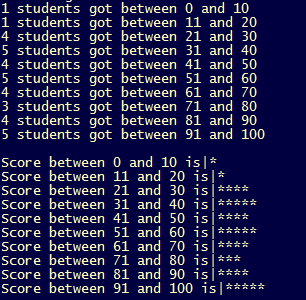 1 students got between 0 and 10
1 students got between 11 and 20
4 students got between 21 and 30
5 students got between 31 and 40
4 students got between 41 and 50
5 students got between 51 and 60
4 students got between 61 and 70
3 students got between 71 and 80
4 students got between 81 and 90
5 students got between 91 and 100
Score between 0 and 10 is|*
Score between 11 and 20 is|*
Score between 21 and 30 is|****
Score between 31 and 40 is|*****
Score between 41 and 50 is|****
Score between 51 and 60 is|*****
Score between 61 and 70 is|****
Score between 71 and 80 is|***
Score between 81 and 90 is|****
Score between 91 and 100 is|*****